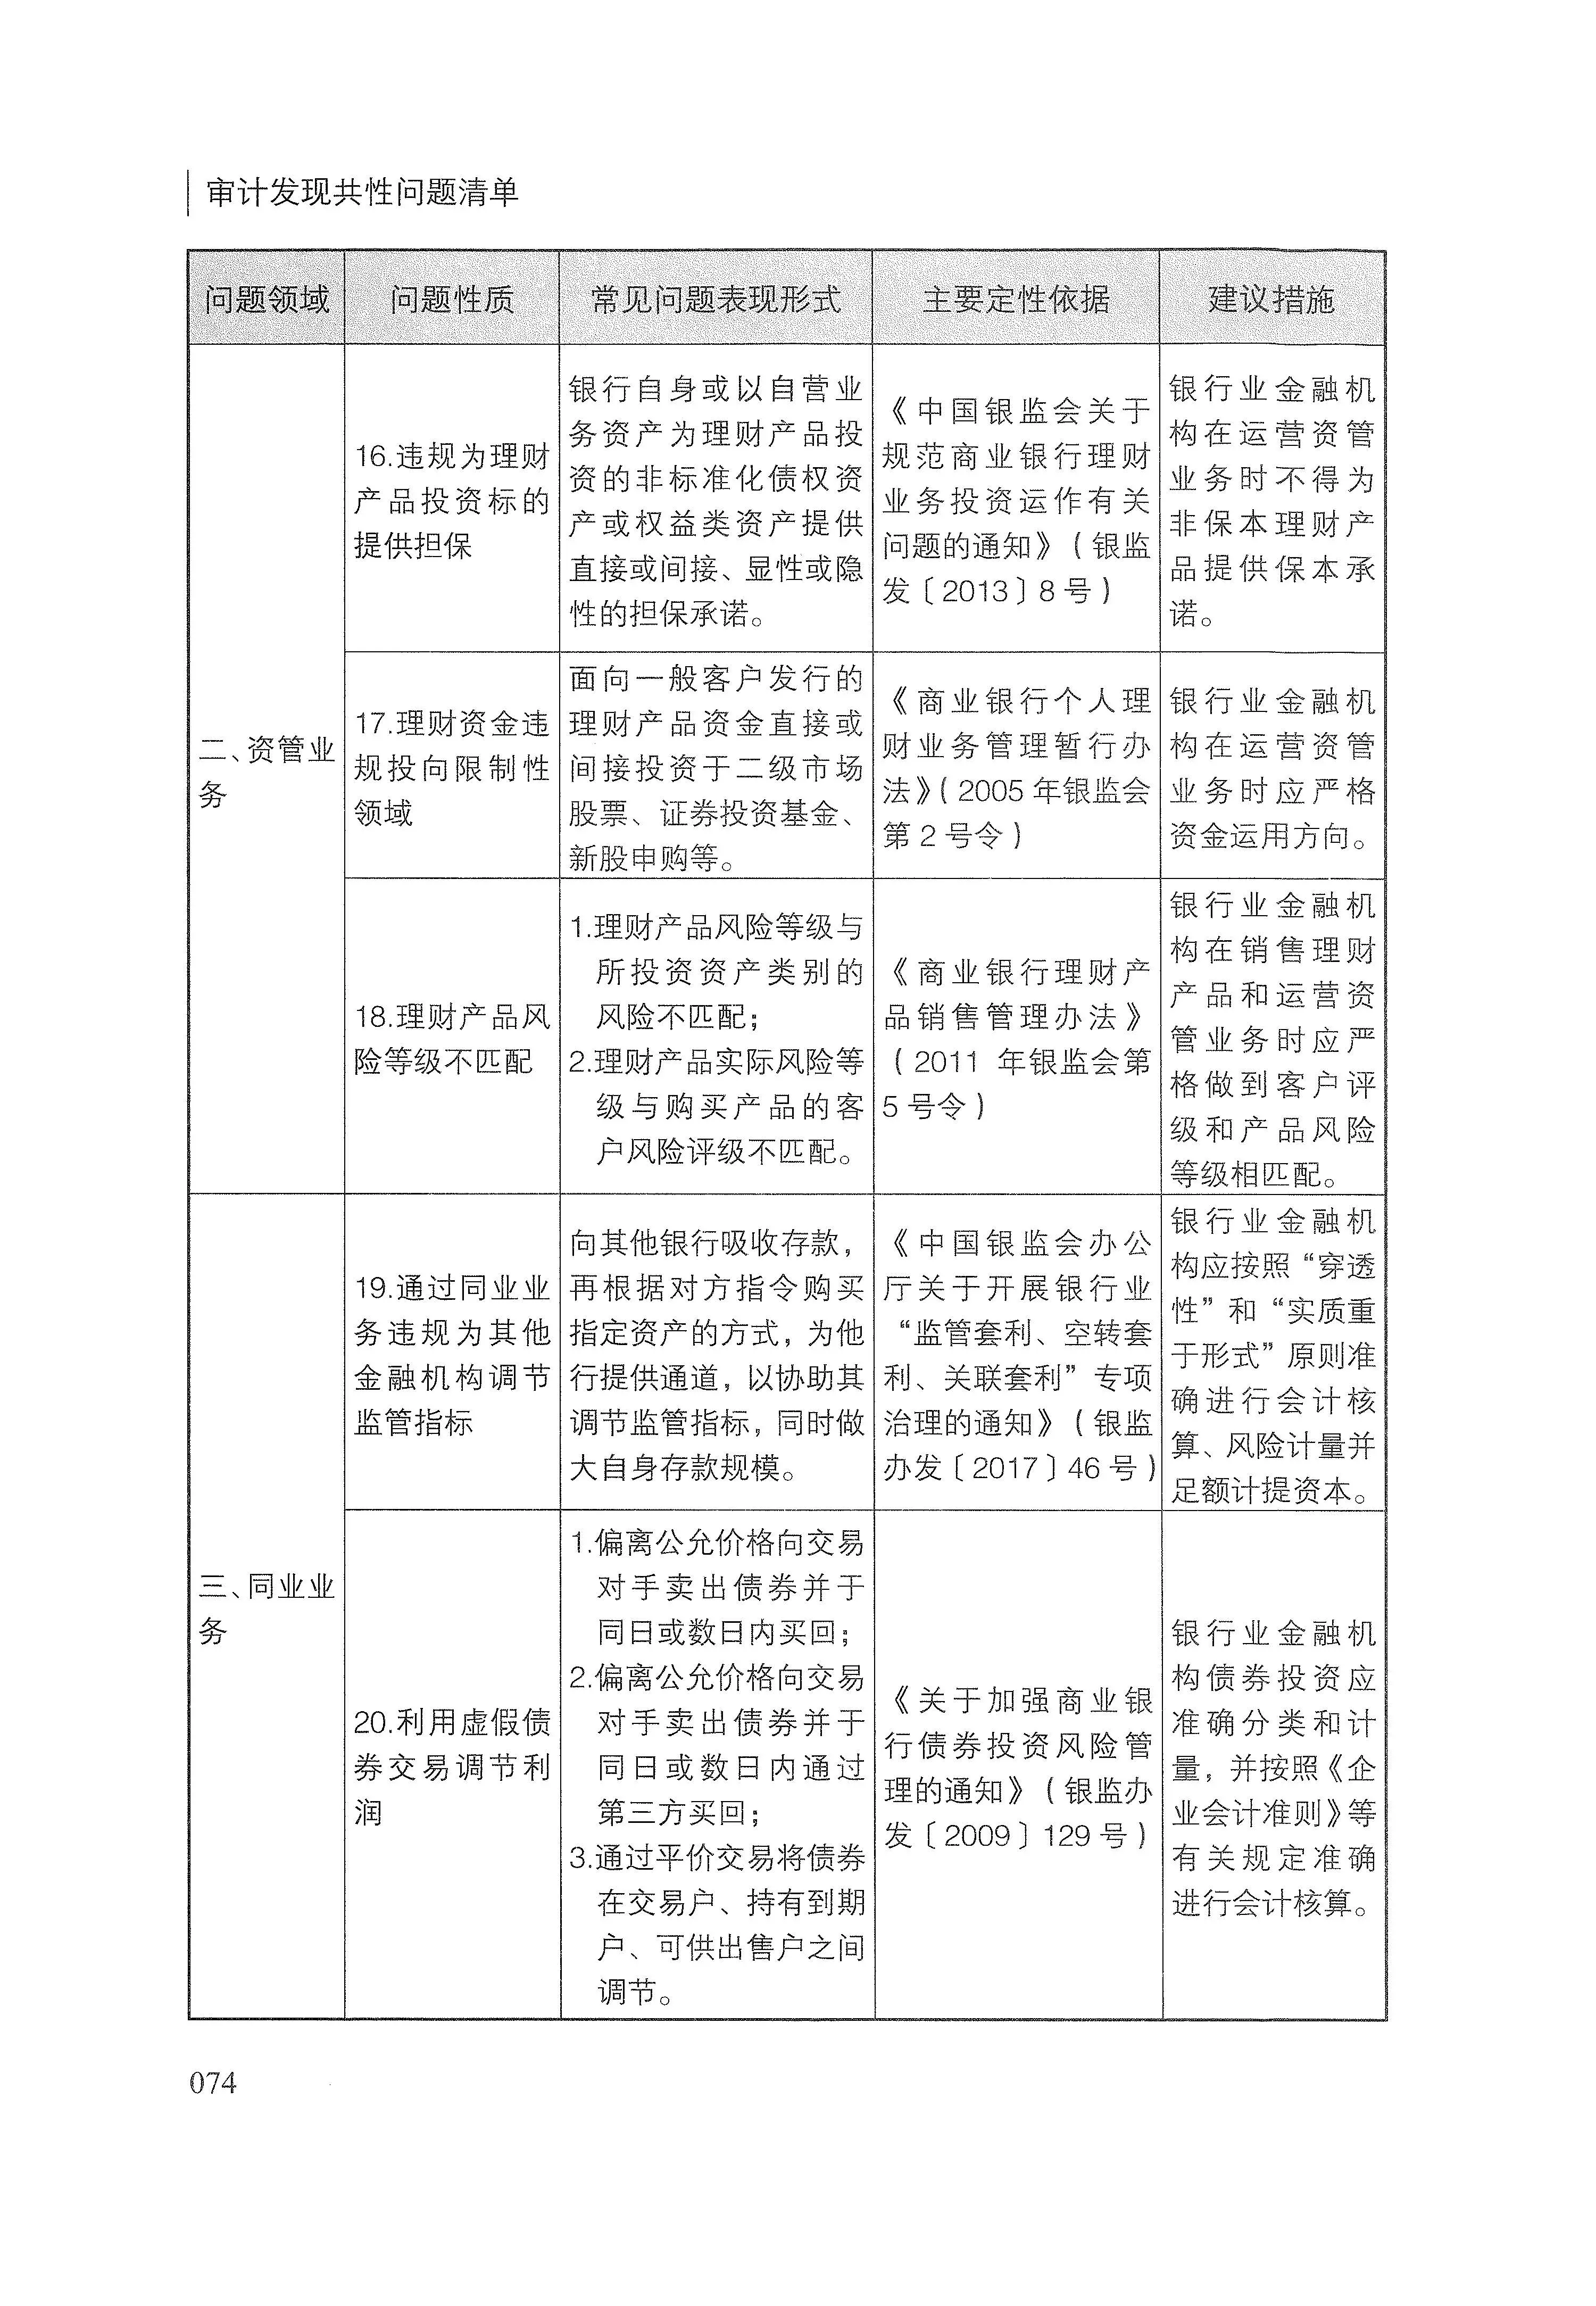 审计发现共性问题清单
问题领域
问题性质
常见问题表现形式
主要定性依据
建议措施
二、资管业
务
16.违规为理财
产品投资标的
提供担保
银行自身或以自营业
务资产为理财产品投
资的非标准化债权资
产或权益类资产提供
直接或间接、显性或隐
性的担保承诺。
《中国银监会关于
规范商业银行理财
业务投资运作有关
问题的通知》(银监
发〔2013〕8号)
银行业金融机
构在运营资管
业务时不得为
非保本理财产
品提供保本承
诺。
17.理财资金违
规投向限制性
领域
面向一般客户发行的
理财产品资金直接或
间接投资于二级市场
股票、证券投资基金、
新股申购等。
《商业银行个人理
财业务管理暂行办
法》(2005年银监会
第2号令)
银行业金融机
构在运营资管
业务时应严格
资金运用方向。
18.理财产品风
险等级不匹配
1.理财产品风险等级与
所投资资产类别的
风险不匹配;
2.理财产品实际风险等
级与购买产品的客
户风险评级不匹配。
《商业银行理财产
品销售管理办法》
(2011 年银监会第
5号令)
银行业金融机
构在销售理财
产品和运营资
管业务时应严
格做到客户评
级和产品风险
等级相匹配。
三、同业业
务
19.通过同业业
务违规为其他
金融机构调节
监管指标
向其他银行吸收存款,
再根据对方指令购买
指定资产的方式,为他
行提供通道,以协助其
调节监管指标,同时做
大自身存款规模。
《中国银监会办公
厅关于开展银行业
“监管套利、空转套
利、关联套利”专项
治理的通知》(银监
办发〔2017〕46号)
银行业金融机
构应按照“穿透
性”和“实质重
于形式”原则准
确进行会计核
算、风险计量并
足额计提资本。
20.利用虚假债
券交易调节利
润
1.偏离公允价格向交易
对手卖出债券并于
同日或数日内买回;
2.偏离公允价格向交易
对手卖出债券并于
同日或数日内通过
第三方买回;
3.通过平价交易将债券
在交易户、持有到期
户、可供出售户之间
调节。
《关于加强商业银
行债券投资风险管
理的通知》(银监办
发〔2009〕129号)
银行业金融机
构债券投资应
准确分类和计
量,并按照《企
业会计准则》等
有关规定准确
进行会计核算。
074